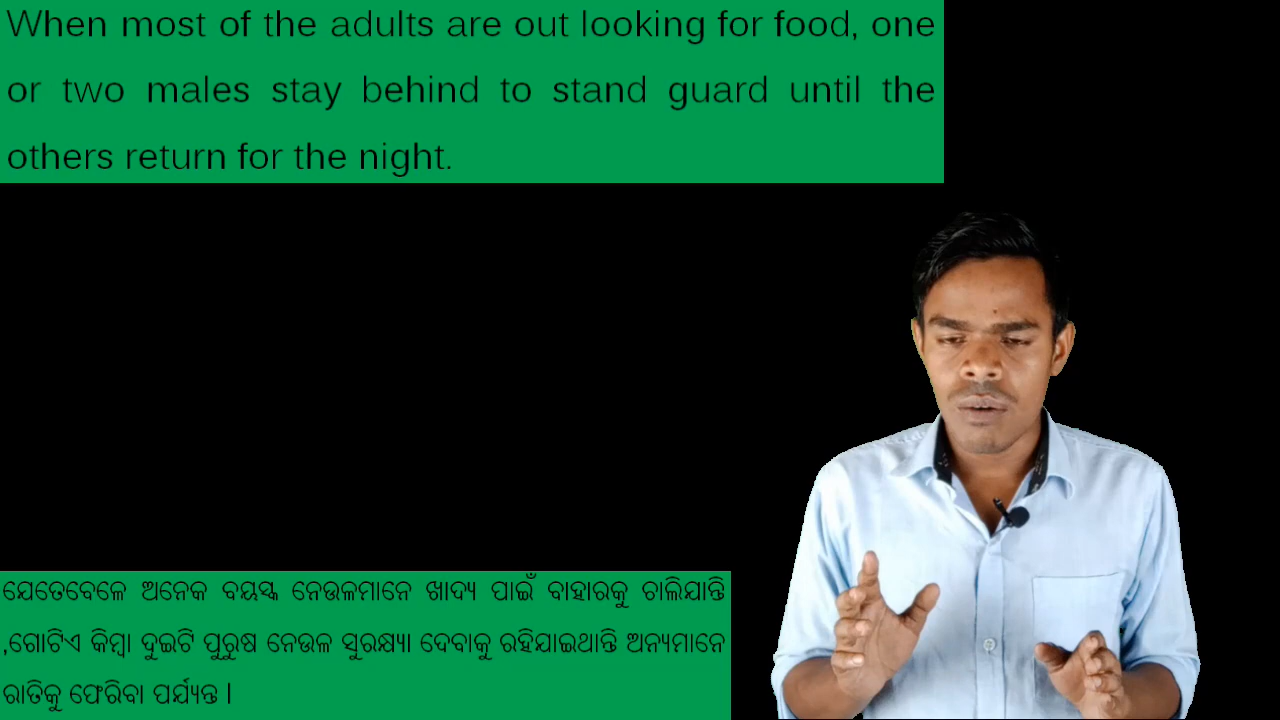 When most of the adults are out looking for food, one
or two males stay behind to stand guard until the
others return for the night.
ଯେତେବେଳେ ଅନେକ ବୟସ୍କ ନେଉଳମାନେ ଖାଦ୍ୟ ପାଇଁ ବାହାରକୁ ଚାଲିଯାନ୍ତି
,ଗୋଟିଏ କିମ୍ବା ଦୁଇଟି ପୁରୁଷ ନେଉଳ ସୁରକ୍ଷ୍ୟା ଦେବାକୁ ରହିଯାଇଥାନ୍ତି ଅନ୍ୟମାନେ
ରାତିକୁ ଫେରିବା ପର୍ଯ୍ୟନ୍ତ |